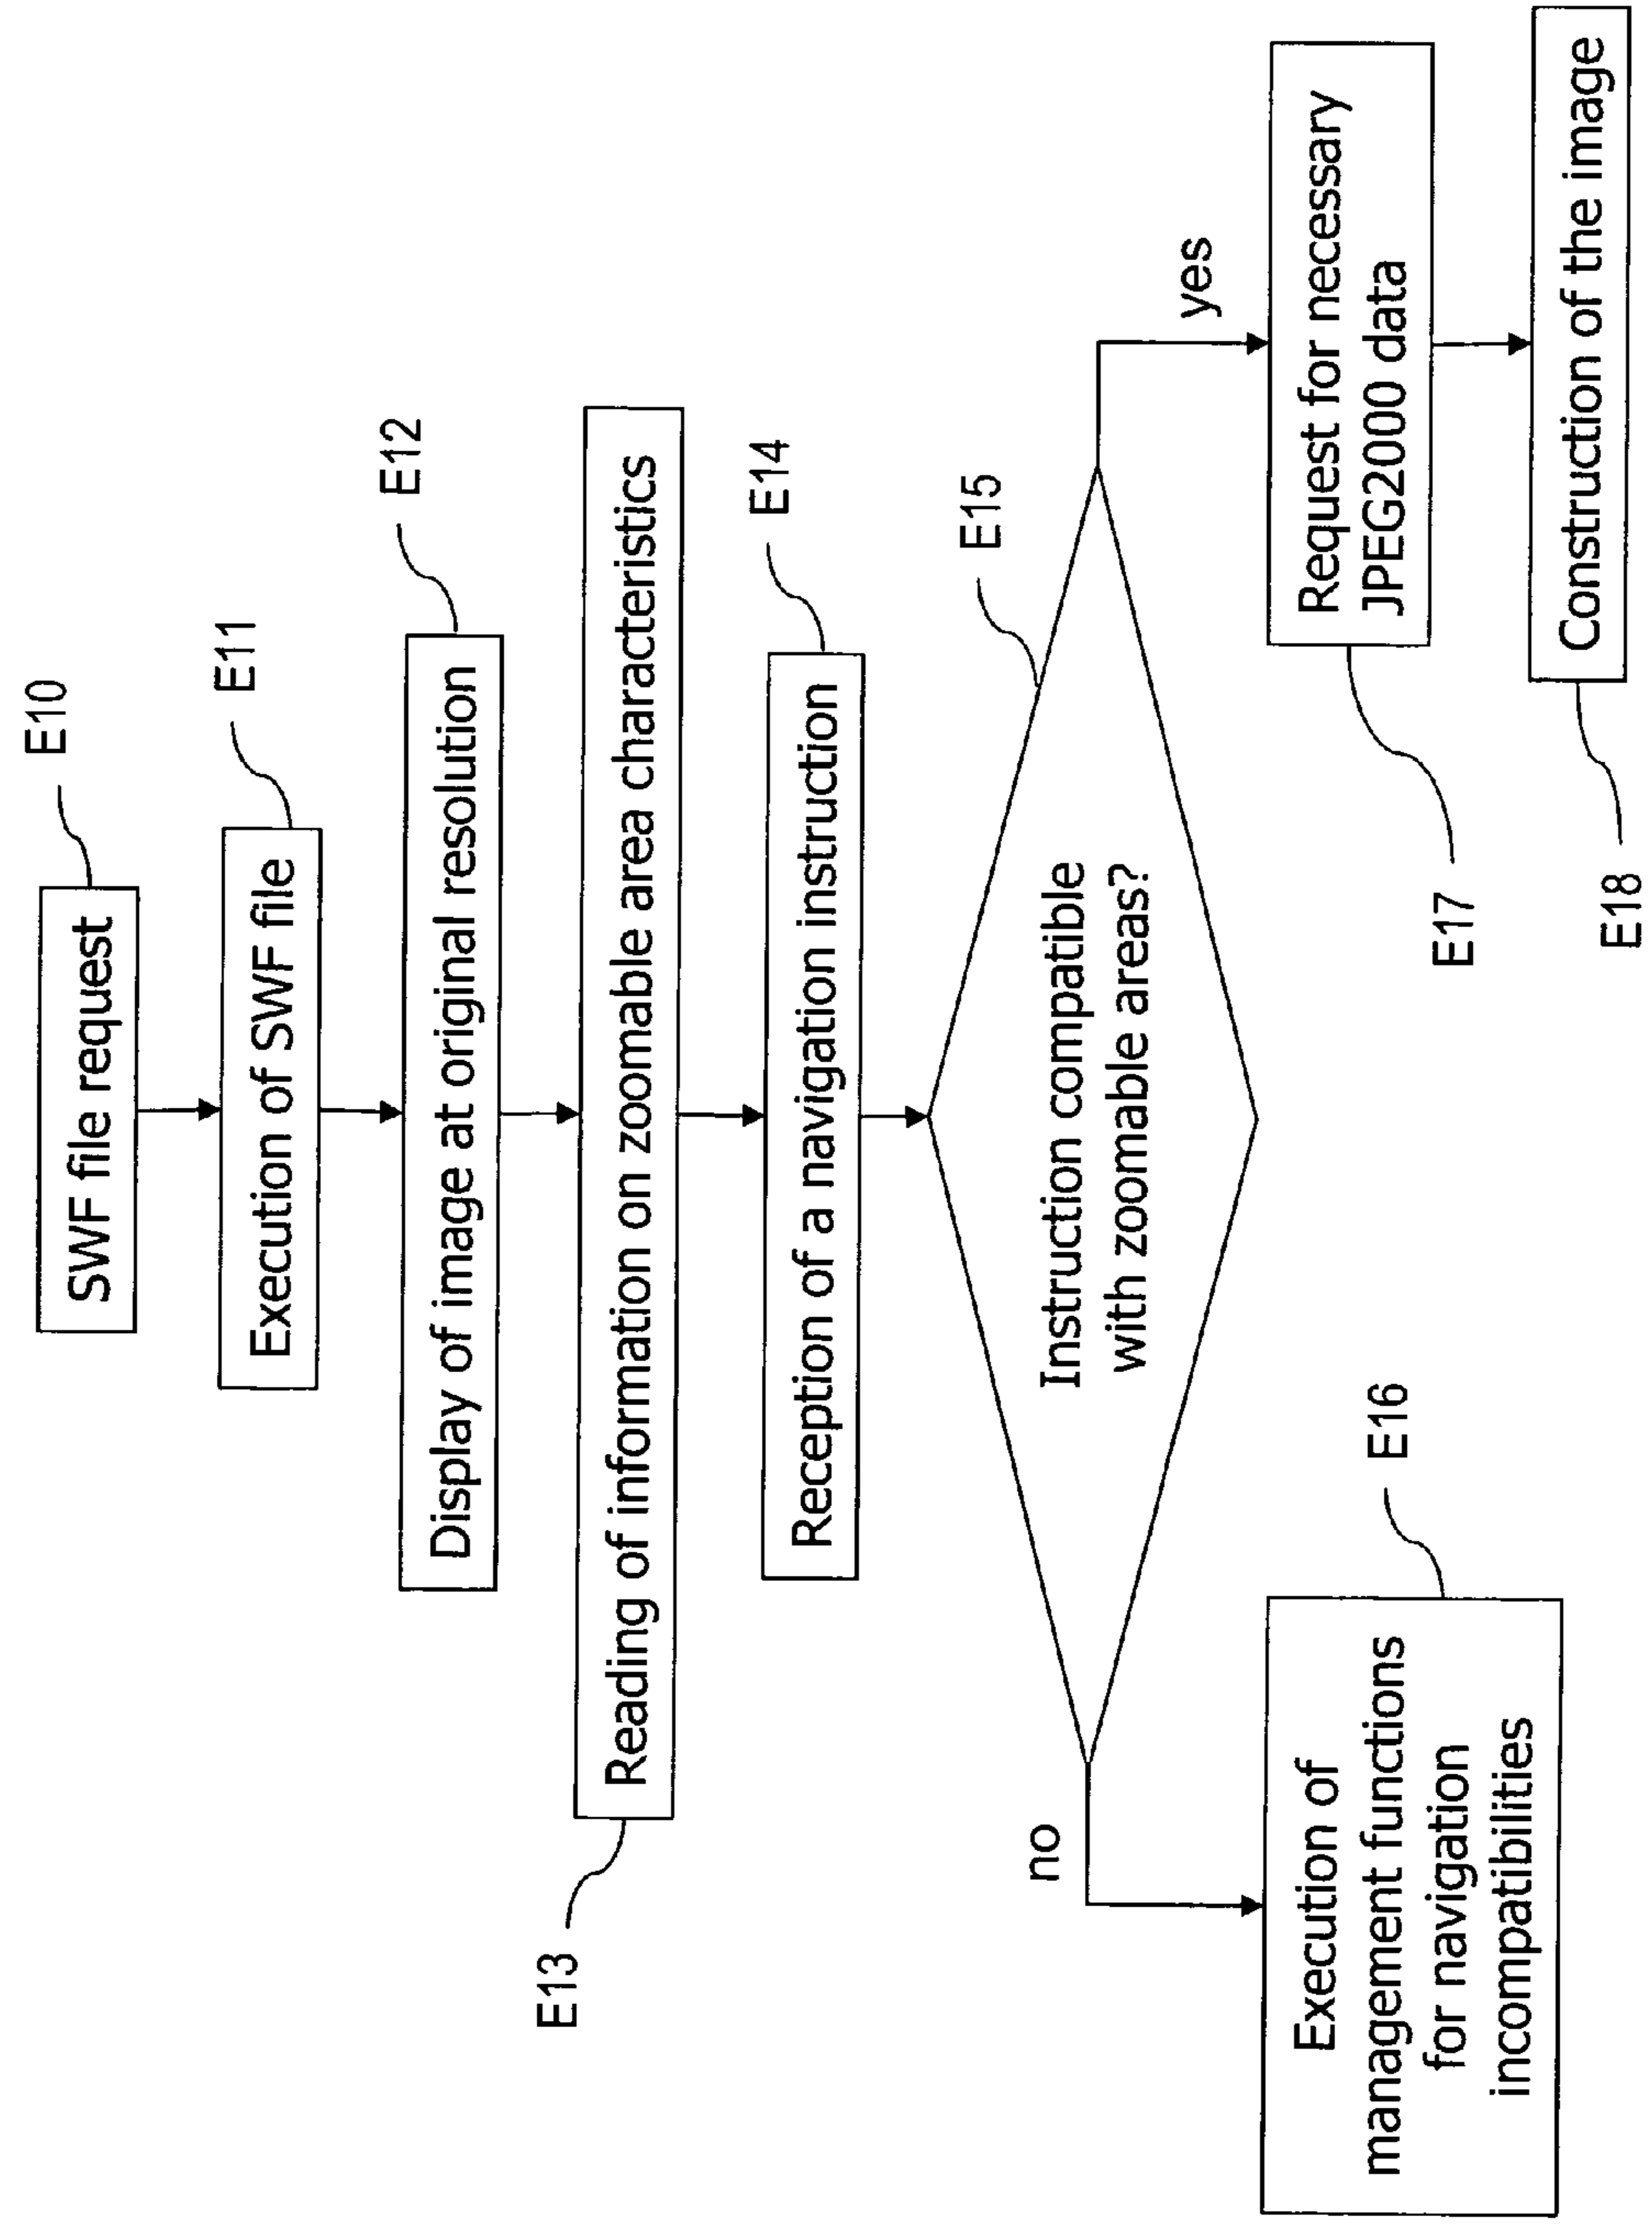 SWF file request
E10
Execution of SWF file
E11
Display of image at original resolution
E12
Reading of information on zoomable area characteristics
E13
Reception of a navigation instruction
E14
Instruction compatible
with zoomable areas?
E15
no
yes
Execution of
management functions
for navigation
incompatibilities
E16
Request for necessary
JPEG2000 data
E17
Construction of the image
E18